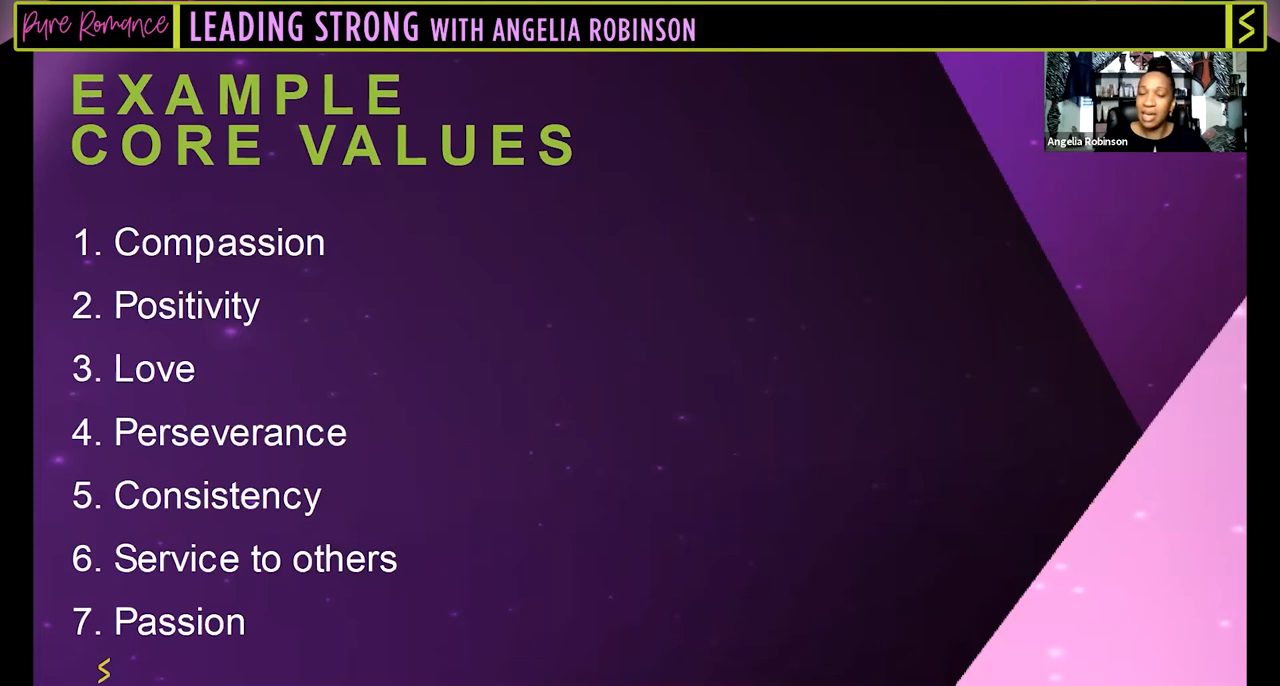 Pure Romance
LEADING STRONG WITH ANGELIA ROBINSON
EXAMPLE
CORE VALUES
Angelia Robinson
1. Compassion
2. Positivity
3. Love
4. Perseverance
5. Consistency
6. Service to others
7. Passion